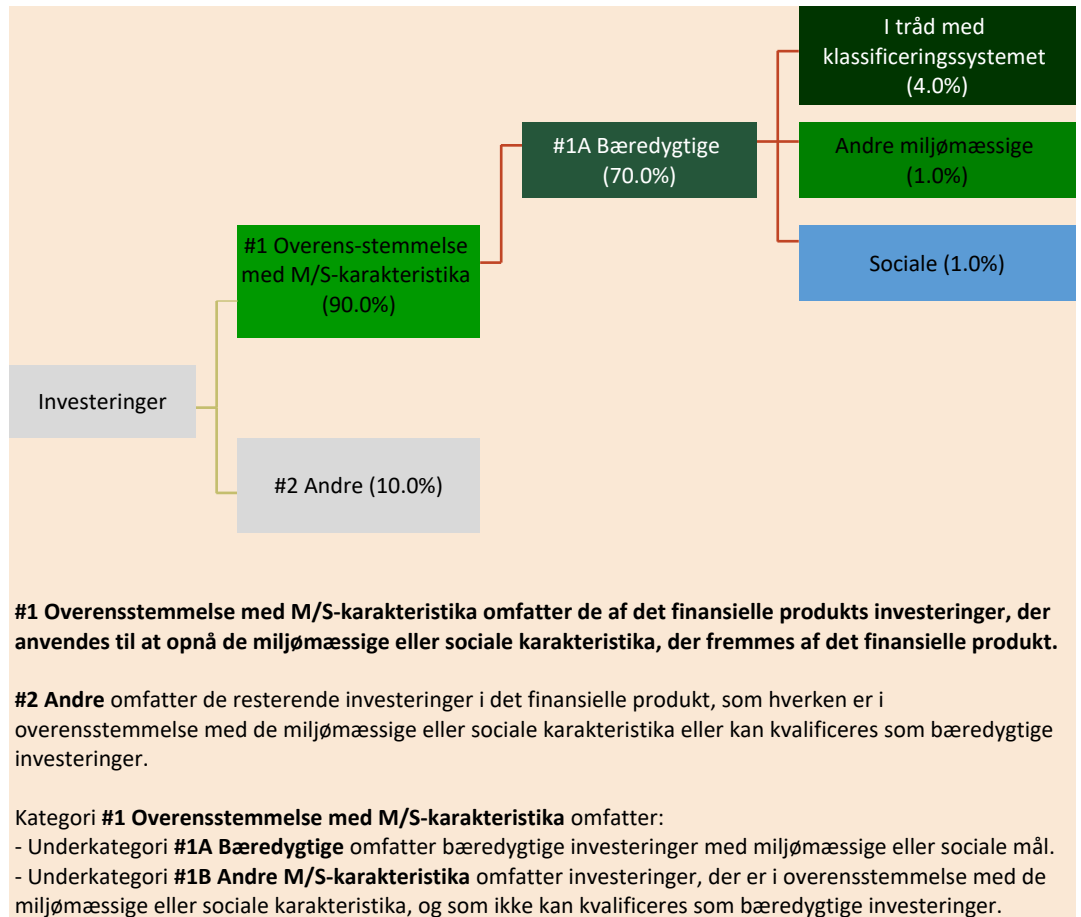 I tråd med
klassificeringssystemet
(4.0%)
#1A Bæredygtige
(70.0%)
Andre miljømæssige
(1.0%)
#1 Overens-stemmelse
med M/S-karakteristika
(90.0%)
Sociale (1.0%)
Investeringer
#2 Andre (10.0%)
#1 Overensstemmelse med M/S-karakteristika omfatter de af det finansielle produkts investeringer, der
anvendes til at opnå de miljømæssige eller sociale karakteristika, der fremmes af det finansielle produkt.
#2 Andre omfatter de resterende investeringer i det finansielle produkt, som hverken er i
overensstemmelse med de miljømæssige eller sociale karakteristika eller kan kvalificeres som bæredygtige
investeringer.
Kategori #1 Overensstemmelse med M/S-karakteristika omfatter:
- Underkategori #1A Bæredygtige omfatter bæredygtige investeringer med miljømæssige eller sociale mål.
- Underkategori #1B Andre M/S-karakteristika omfatter investeringer, der er i overensstemmelse med de
miljømæssige eller sociale karakteristika, og som ikke kan kvalificeres som bæredygtige investeringer.